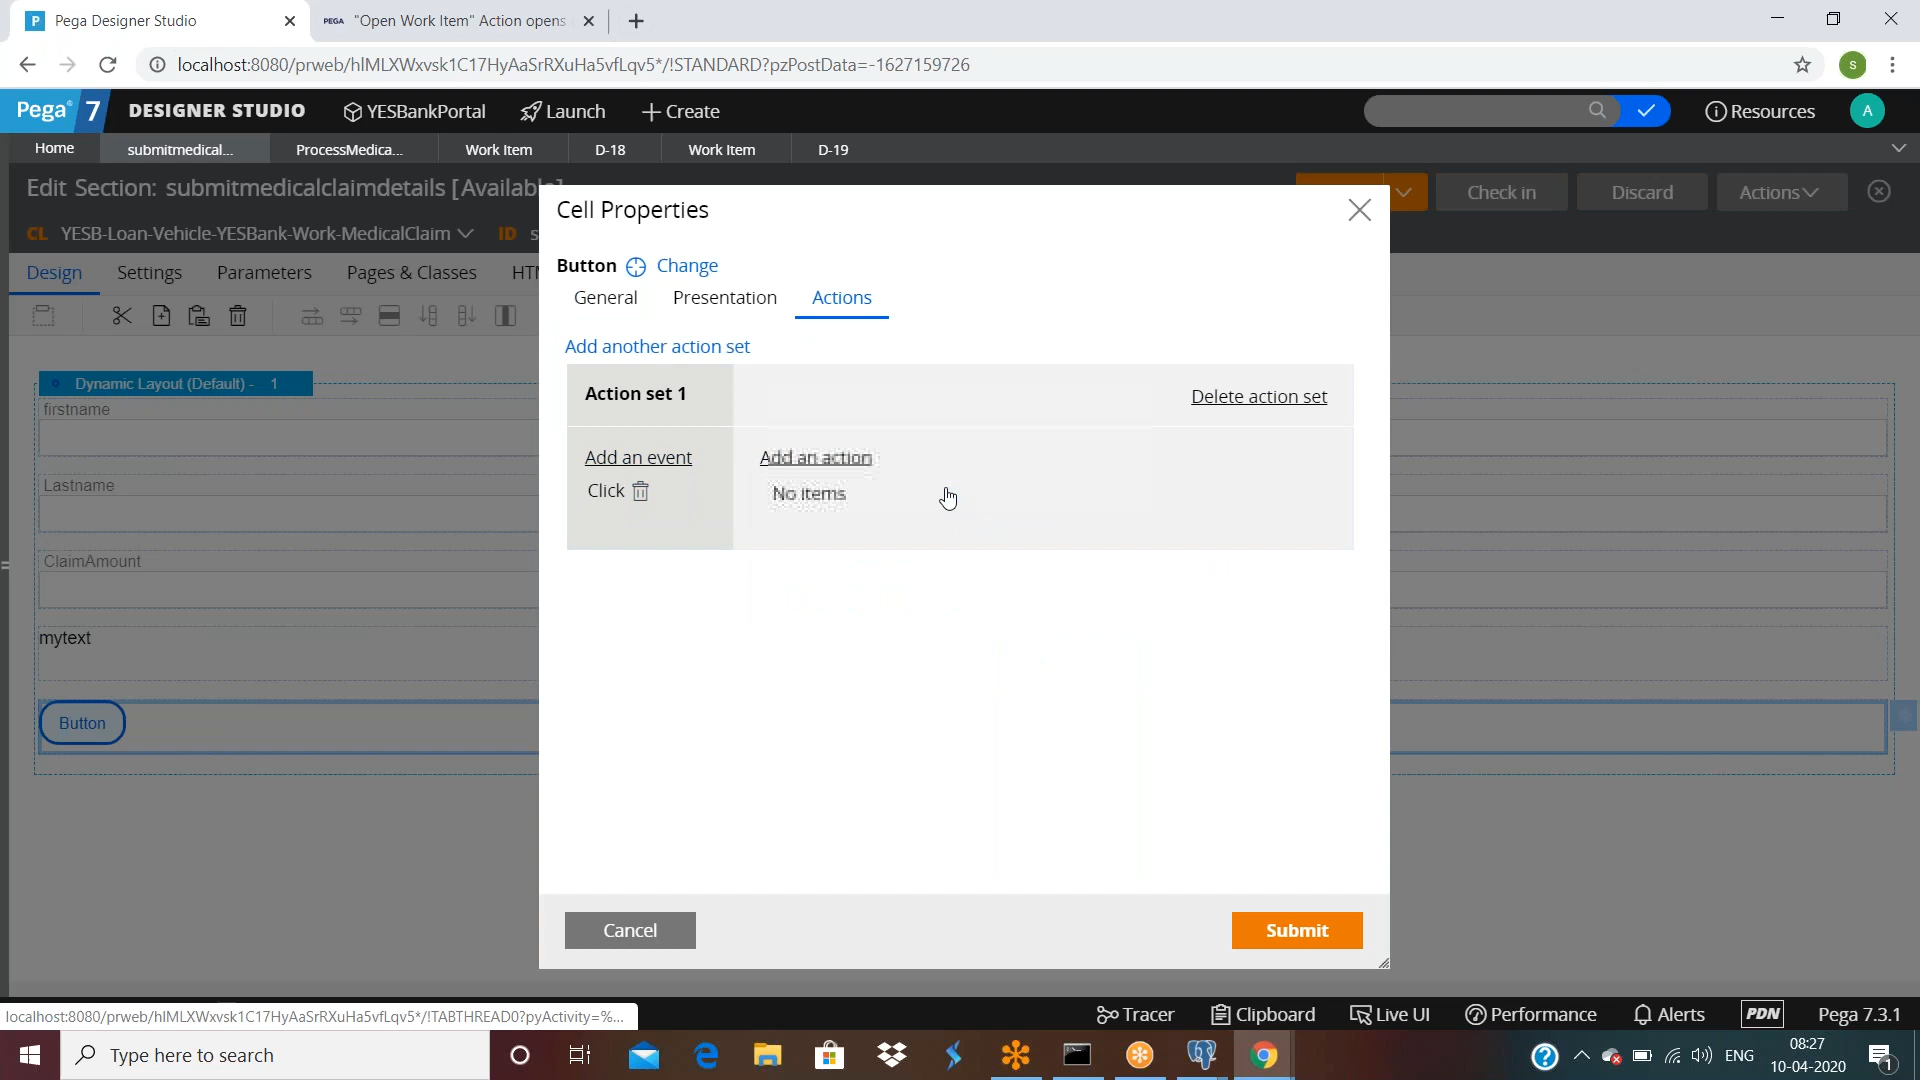 Pega Designer Studio
PEGA "Open Work Item" Action opens
localhost:8080/prweb/hIMLXWxvsk1C17HyAaSrRXuHa5vfLqv5*/!STANDARD?pzPostData=-1627159726
S
Pega 7 DESIGNER STUDIO YESBankPortal Launch Create Resources A
Home submitmedical... ProcessMedica... Work Item D-18 Work Item D-19
Edit Section: submitmedicalclaimdetails [Available]
Check in Discard Actions
CL YESB-Loan-Vehicle-YESBank-Work-MedicalClaim ID s
Design Settings Parameters Pages & Classes HT
Cell Properties
Button Change
General Presentation Actions
Add another action set
Action set 1 Delete action set
Add an event Add an action
Click No items
Dynamic Layout (Default) - 1
firstname
Lastname
ClaimAmount
mytext
Button
Cancel Submit
localhost:8080/prweb/hIMLXWxvsk1C17HyAaSrRXuHa5vfLqv5*/!TABTHREAD0?pyActivity=%...
Tracer Clipboard Live UI Performance Alerts PDN Pega 7.3.1
Type here to search
ENG
08:27
10-04-2020
1